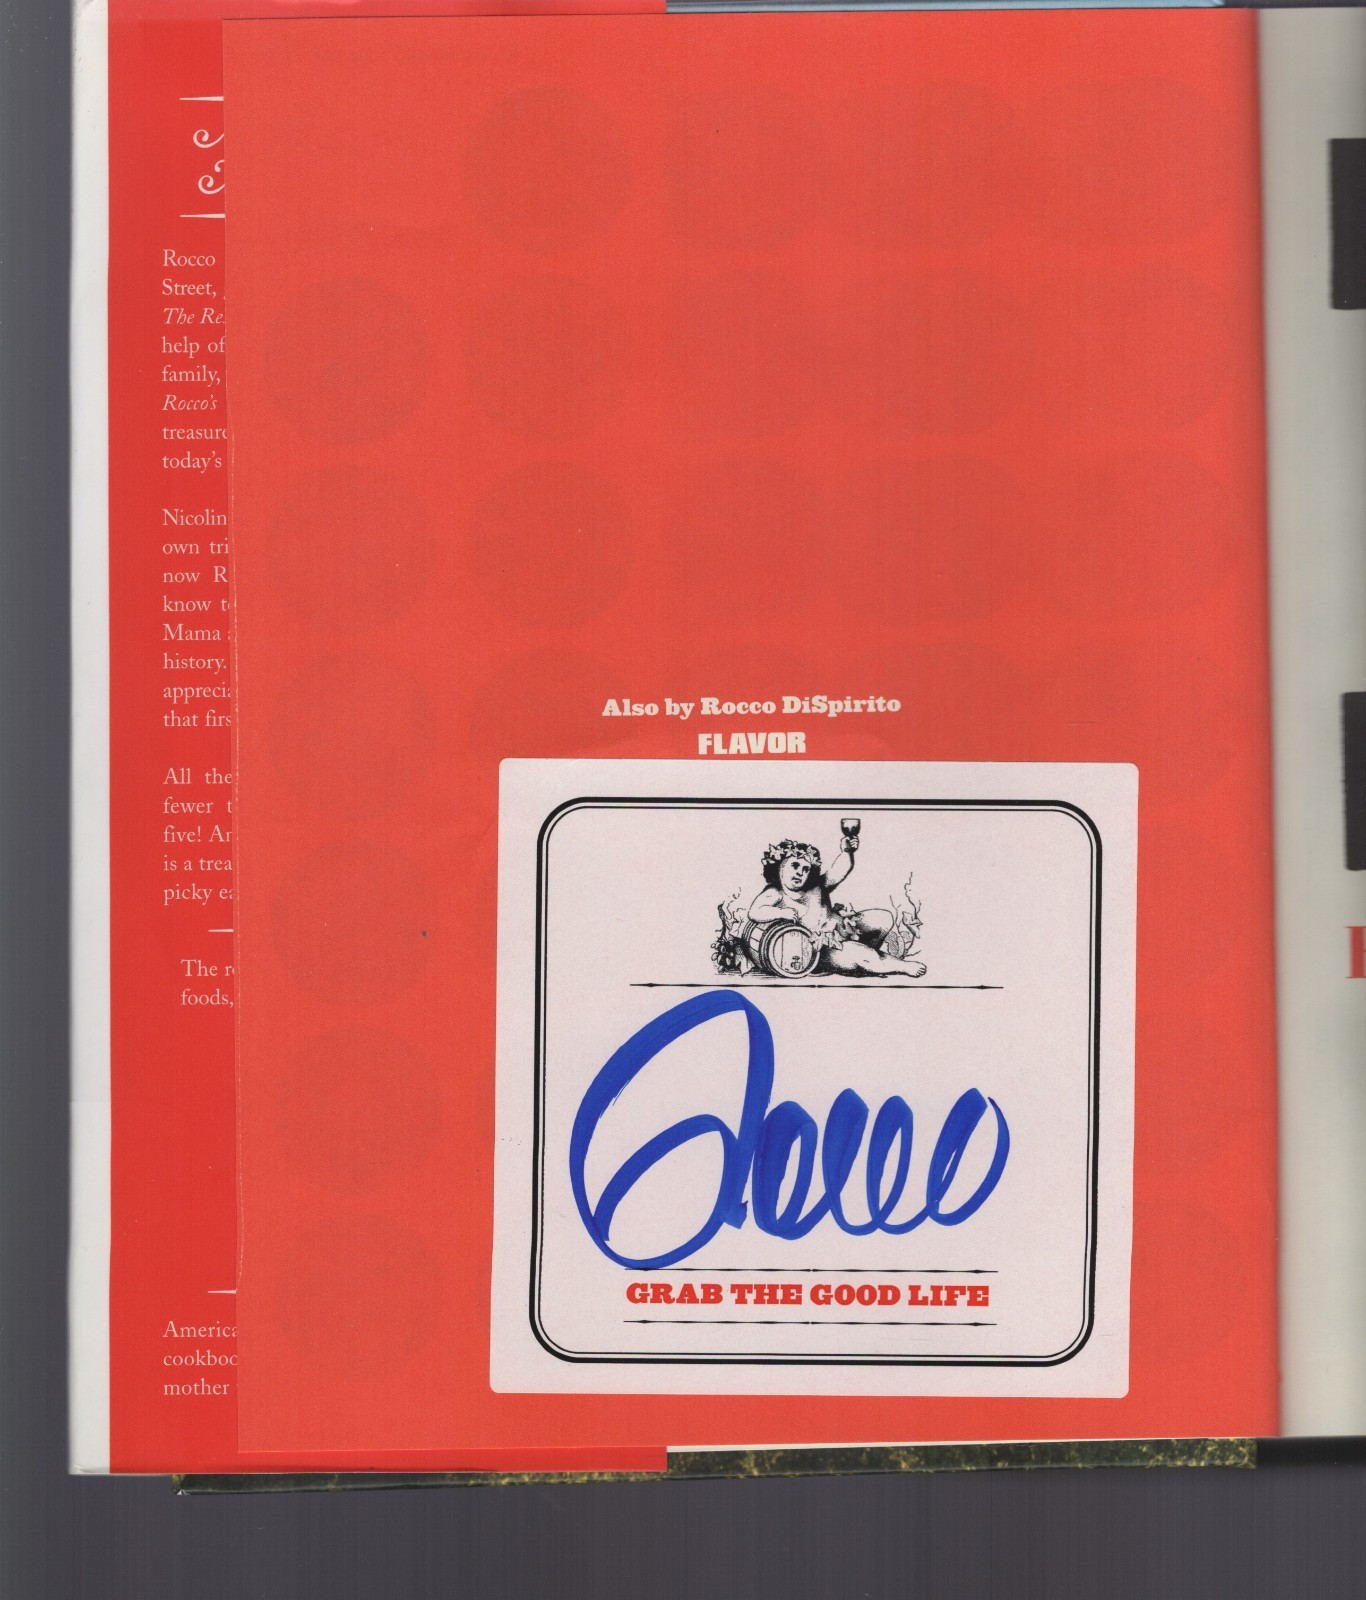 Rocco
Street,
The Re
help of
family,
Rocco's
treasure
today's
Nicolin
own tri
now R
know t
Mama
history.
apprecia
that firs
All the
fewer t
five! An
is a trea
picky ea
The r
foods,
America
cookboo
mother
Also by Rocco DiSpirito
FLAVOR
Rocco
GRAB THE GOOD LIFE